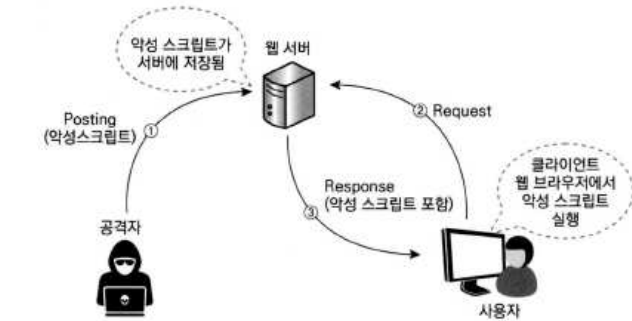 악성 스크립트가
서버에 저장됨
웹 서버
Posting
(악성스크립트)
①
② Request
클라이언트
웹 브라우저에서
악성 스크립트
실행
Response
(악성 스크립트 포함)
③
공격자
사용자